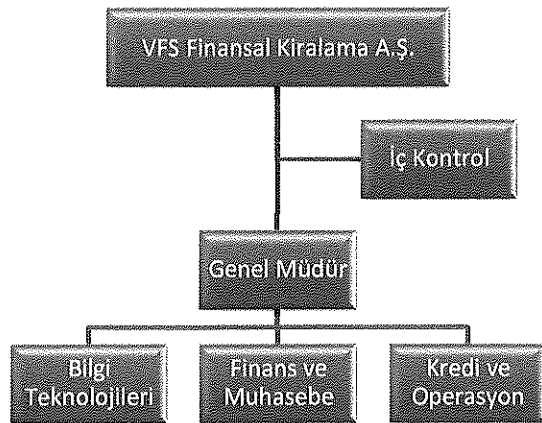 VFS Finansal Kiralama A.Ş.
İç Kontrol
Genel Müdür
Bilgi
Teknolojileri
Finans ve
Muhasebe
Kredi ve
Operasyon